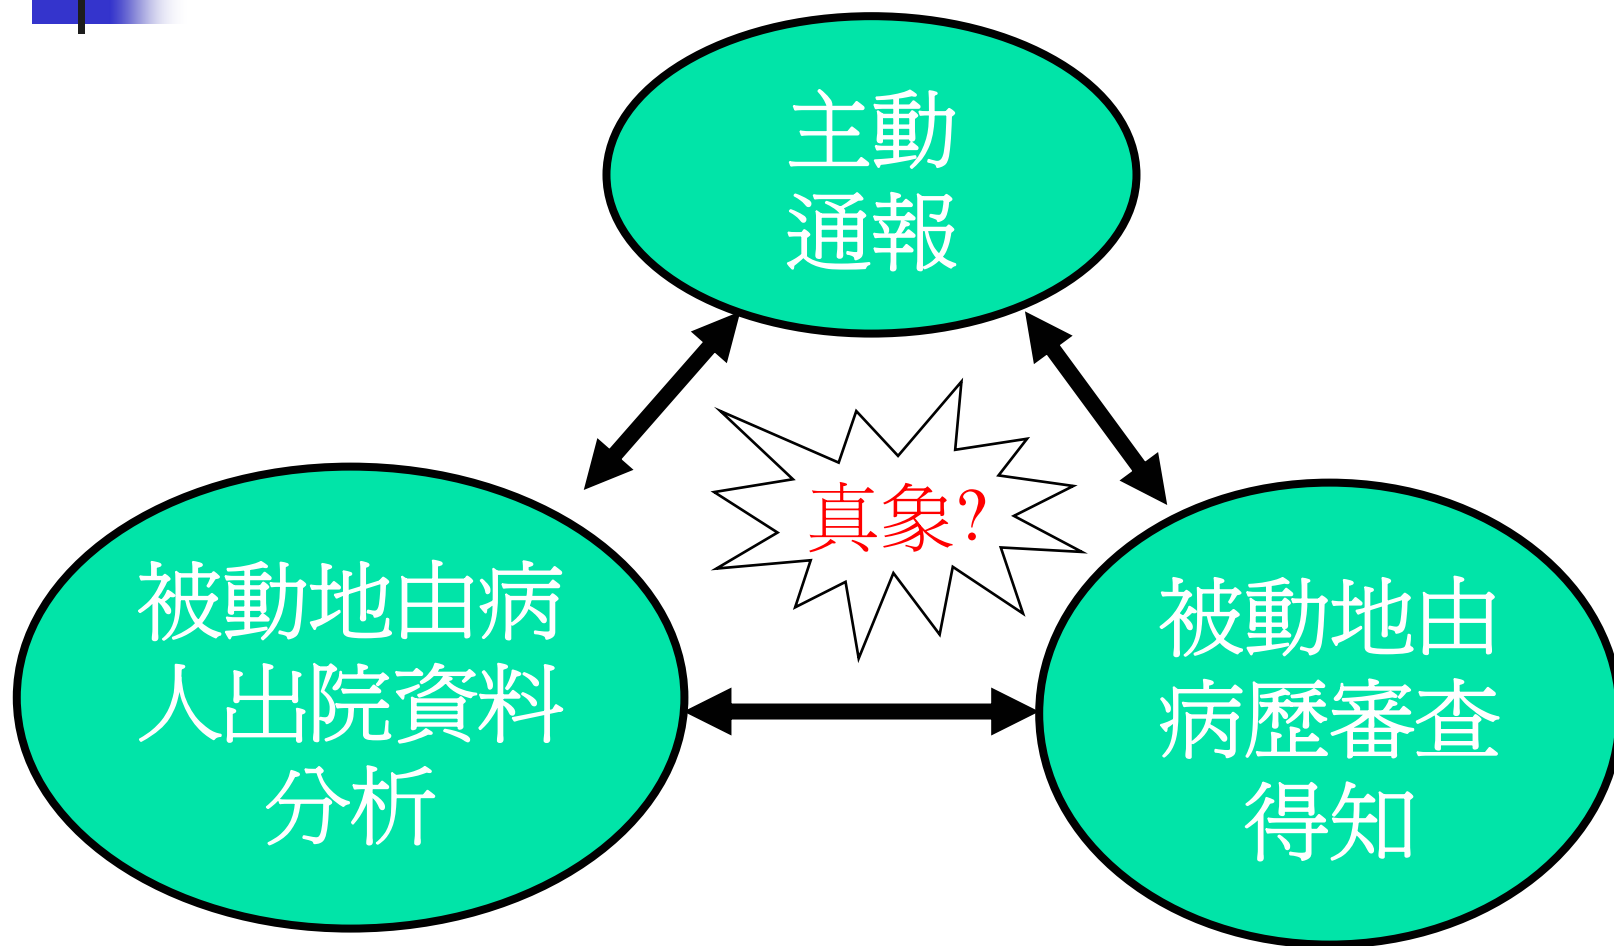 主動
通報
真象?
被動地由病
人出院資料
分析
被動地由
病歷審查
得知